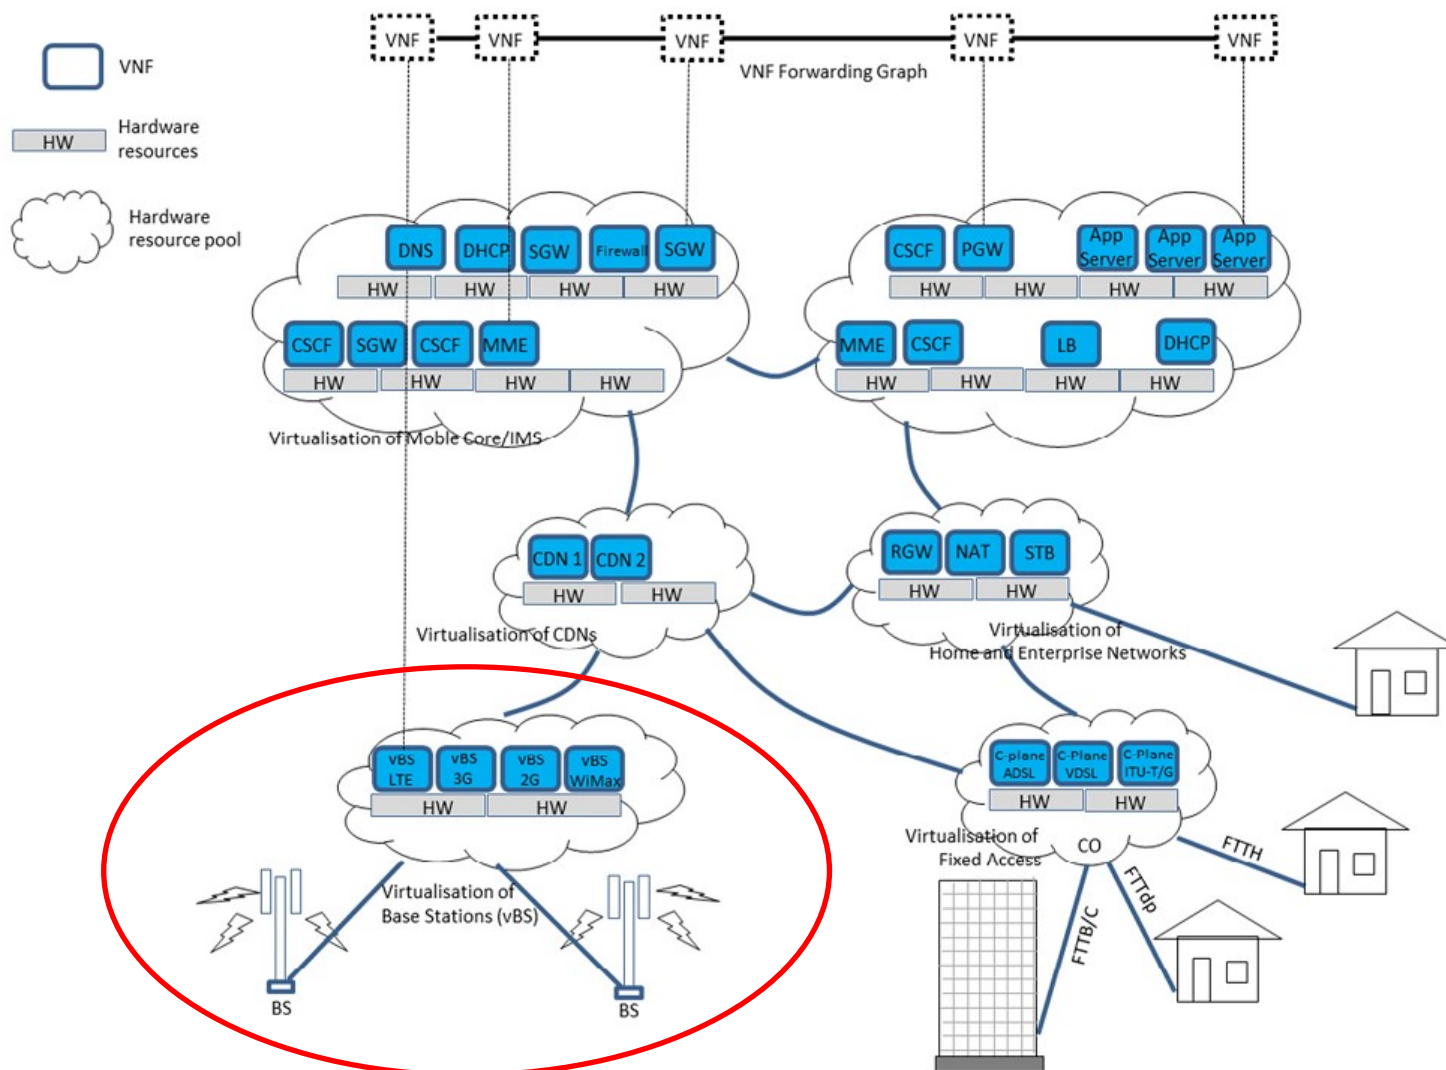 VNF
HW
Hardware
resources
Hardware
resource pool
VNF
VNF
VNF
VNF
VNF
VNF Forwarding Graph
DNS
DHCP
SGW
Firewall
SGW
HW
HW
HW
HW
CSCF
SGW
CSCF
MME
HW
HW
HW
HW
Virtualisation of Moble Core/IMS
CSCF
PGW
App
Server
App
Server
App
Server
HW
HW
HW
HW
MME
CSCF
LB
DHCP
HW
HW
HW
HW
CDN 1
CDN 2
HW
HW
Virtualisation of CDNs
RGW
NAT
STB
HW
HW
Virtualisation of
Home and Enterprise Networks
vBS
LTE
vBS
3G
vBS
2G
vBS
WiMax
HW
HW
Virtualisation of
Base Stations (vBS)
BS
BS
C-plane
ADSL
C-Plane
VDSL
C-Plane
ITU-T/G
HW
HW
Virtualisation of
Fixed Access
CO
FTTH
FTTdp
FTTB/C